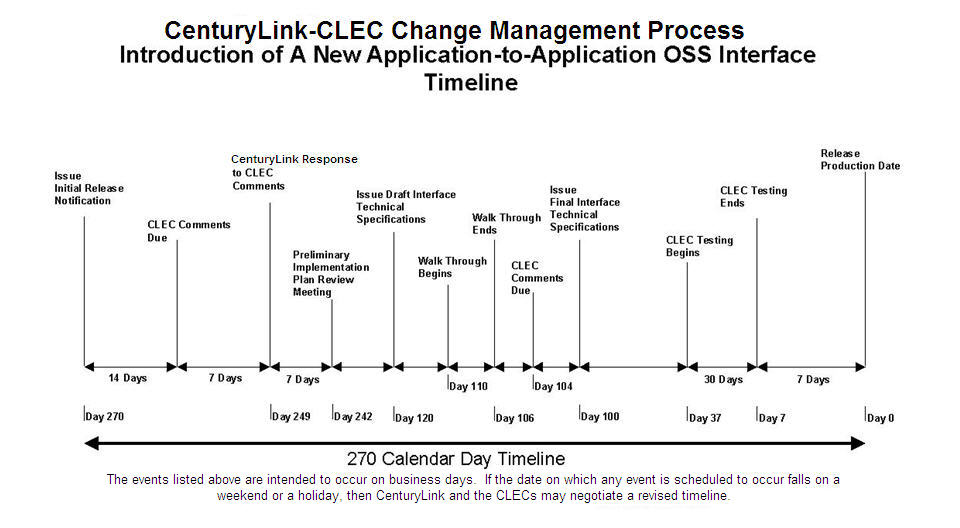 CenturyLink-CLEC Change Management Process
Introduction of A New Application-to-Application OSS Interface
Timeline
Issue
Initial Release
Notification
CLEC Comments
Due
CenturyLink Response
to CLEC
Comments
Preliminary
Implementation
Plan Review
Meeting
Issue Draft Interface
Technical
Specifications
Walk Through
Begins
Walk Through
Ends
CLEC
Comments
Due
Issue
Final Interface
Technical
Specifications
CLEC Testing
Begins
CLEC Testing
Ends
Release
Production Date
14 Days
7 Days
7 Days
Day 110
Day 104
30 Days
7 Days
Day 270
Day 249
Day 242
Day 120
Day 106
Day 100
Day 37
Day 7
Day 0
270 Calendar Day Timeline
The events listed above are intended to occur on business days. If the date on which any event is scheduled to occur falls on a
weekend or a holiday, then CenturyLink and the CLECs may negotiate a revised timeline.